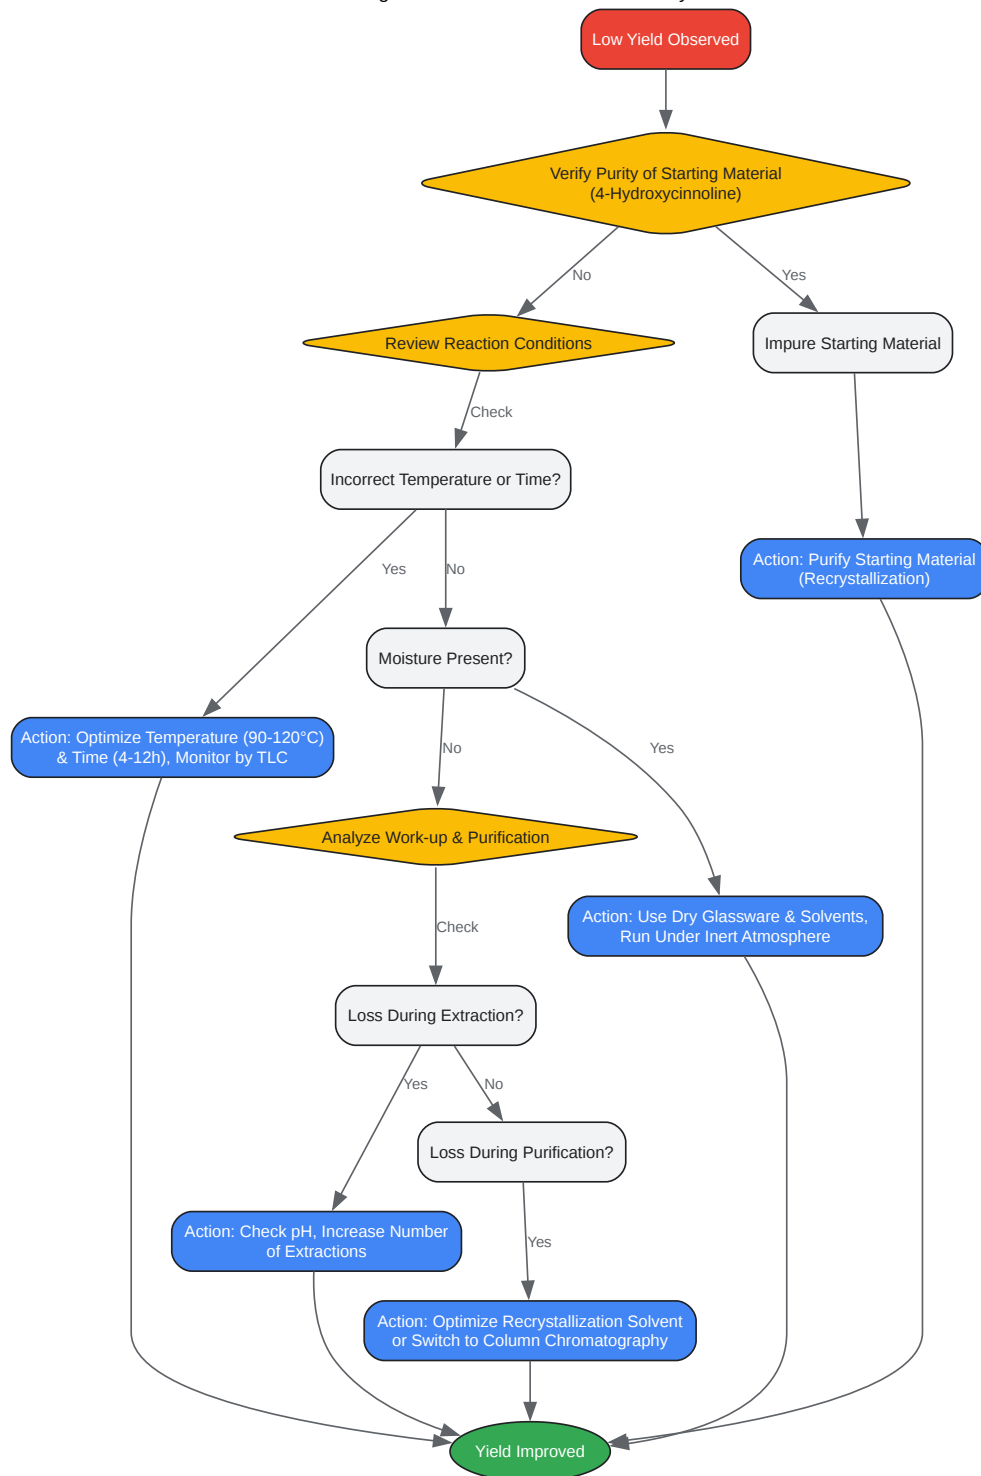 Low Yield Observed
Verify Purity of Starting Material
(4-Hydroxycinnoline)
No
Yes
Review Reaction Conditions
Impure Starting Material
Check
Incorrect Temperature or Time?
Action: Purify Starting Material
(Recrystallization)
Yes
No
Moisture Present?
Action: Optimize Temperature (90-120°C)
& Time (4-12h), Monitor by TLC
No
Yes
Analyze Work-up & Purification
Action: Use Dry Glassware & Solvents,
Run Under Inert Atmosphere
Check
Loss During Extraction?
Yes
No
Loss During Purification?
Action: Check pH, Increase Number
of Extractions
Yes
Action: Optimize Recrystallization Solvent
or Switch to Column Chromatography
Yield Improved